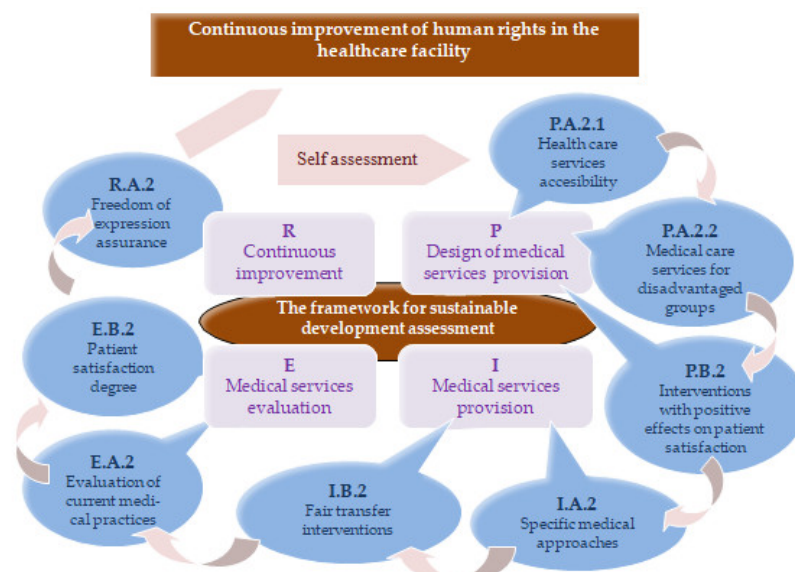 Continuous improvement of human rights in the
healthcare facility
Self assessment
P.A.2.1
Health care
services
accesibility
R.A.2
Freedom of
expression
assurance
R
Continuous
improvement
P
Design of medical
services provision
P.A.2.2
Medical care
services for
disadvantaged
groups
The framework for sustainable
development assessment
E.B.2
Patient
satisfaction
degree
E
Medical services
evaluation
I
Medical services
provision
P.B.2
Interventions
with positive
effects on patient
satisfaction
E.A.2
Evaluation of
current medi-
cal practices
I.B.2
Fair transfer
interventions
I.A.2
Specific medical
approaches